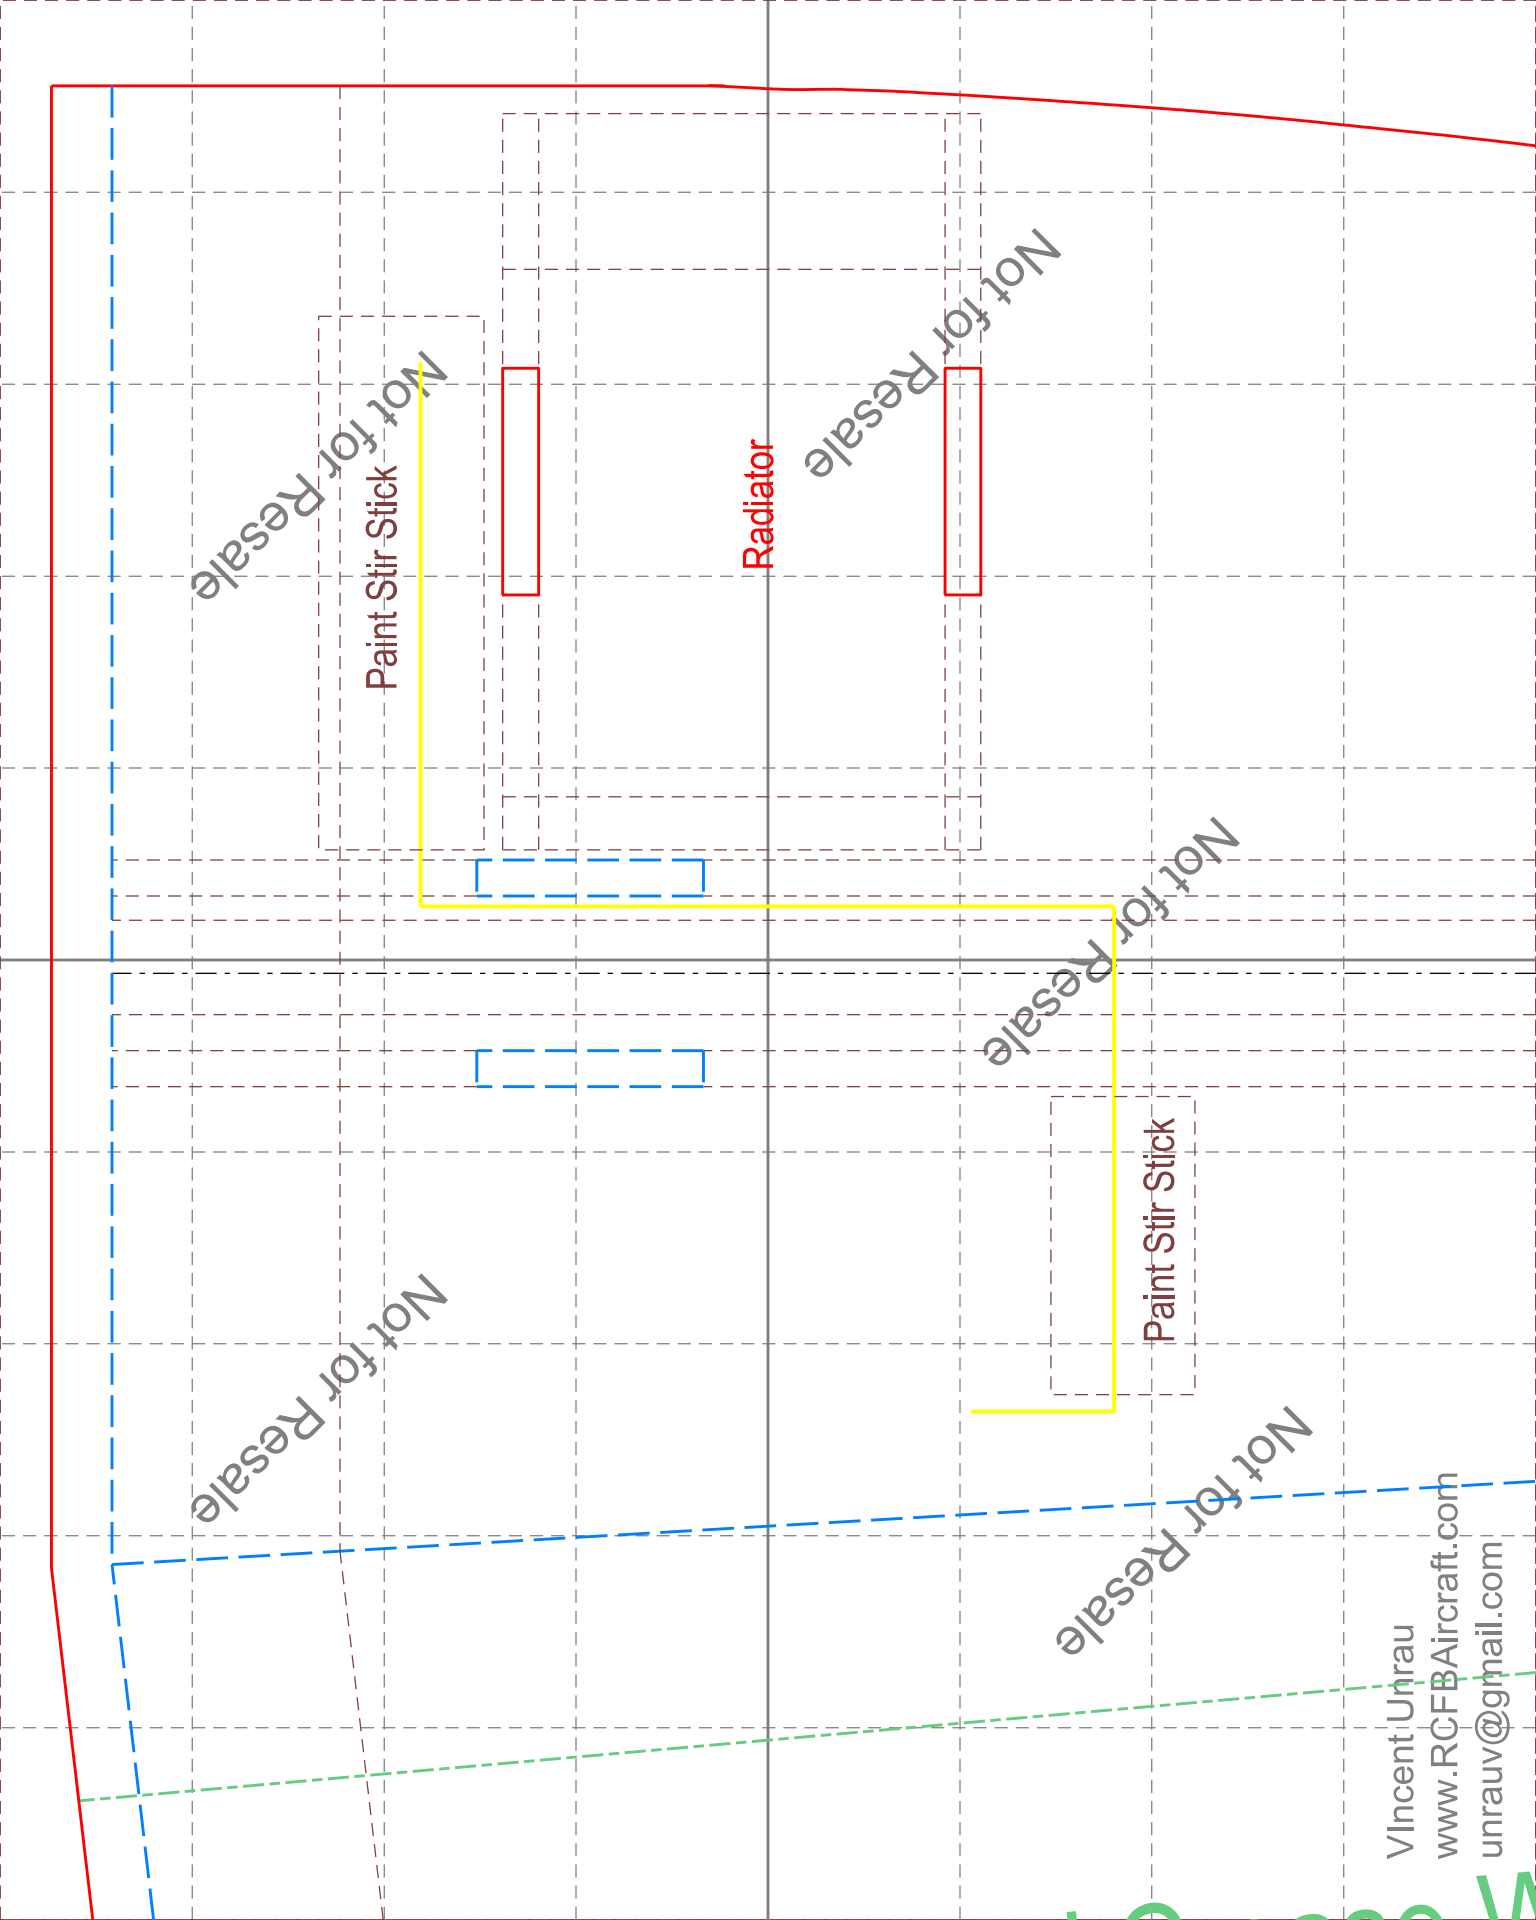 Not for Resale
Not for Resale
Paint Stir Stick
Radiator
Not for Resale
Paint Stir Stick
Not for Resale
Not for Resale
VIncent Unrau
www.RCFBAircraft.com
unrauv@gmail.com